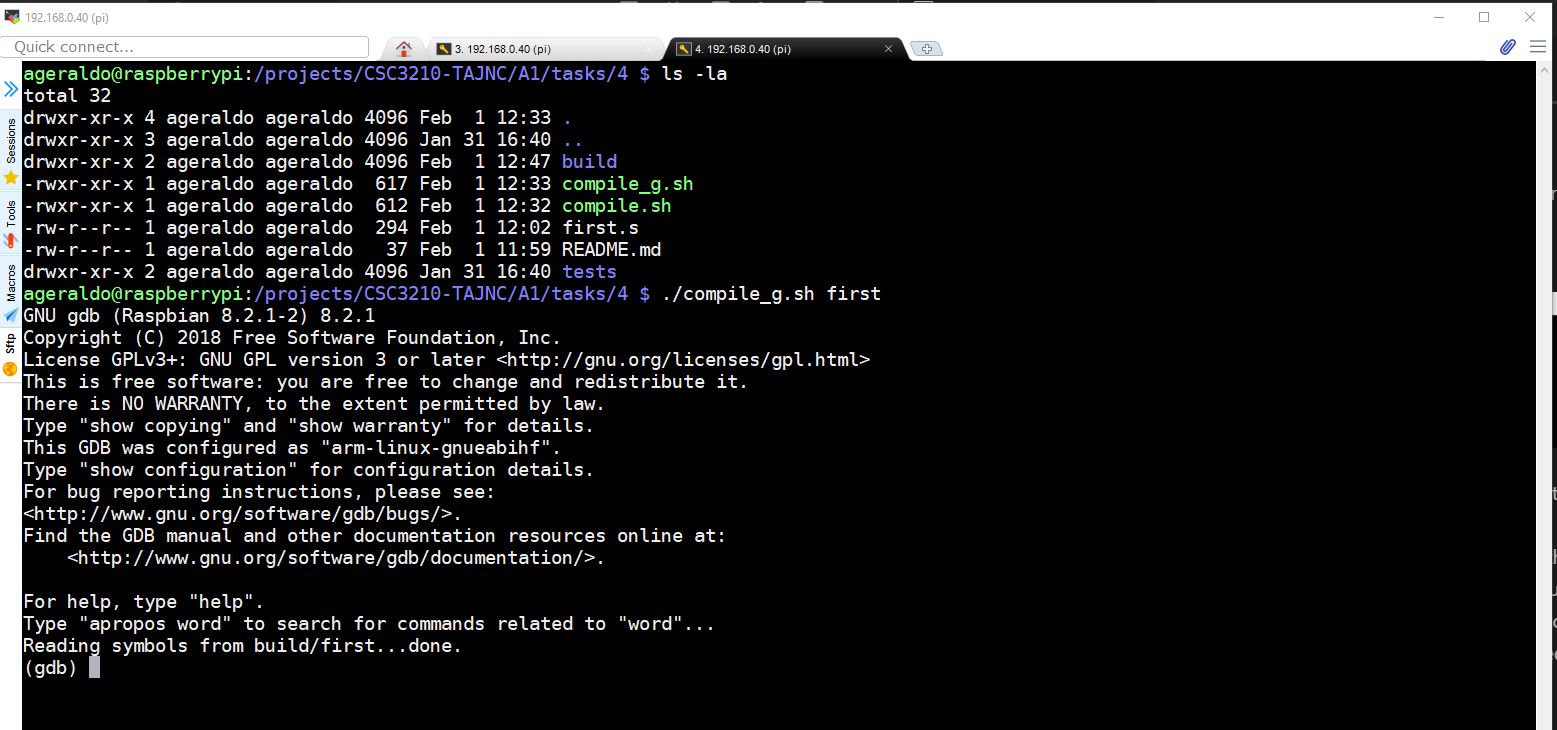 192.168.0.40 (pi)
Quick connect...
3. 192.168.0.40 (pi)
4. 192.168.0.40 (pi)
Sessions
Tools
Macros
Sftp
ageraldo@raspberrypi:/projects/CSC3210-TAJNC/A1/tasks/4 $ ls -la
total 32
drwxr-xr-x 4 ageraldo ageraldo 4096 Feb  1 12:33 .
drwxr-xr-x 3 ageraldo ageraldo 4096 Jan 31 16:40 ..
drwxr-xr-x 2 ageraldo ageraldo 4096 Feb  1 12:47 build
-rwxr-xr-x 1 ageraldo ageraldo  617 Feb  1 12:33 compile_g.sh
-rwxr-xr-x 1 ageraldo ageraldo  612 Feb  1 12:32 compile.sh
-rw-r--r-- 1 ageraldo ageraldo  294 Feb  1 12:02 first.s
-rw-r--r-- 1 ageraldo ageraldo   37 Feb  1 11:59 README.md
drwxr-xr-x 2 ageraldo ageraldo 4096 Jan 31 16:40 tests
ageraldo@raspberrypi:/projects/CSC3210-TAJNC/A1/tasks/4 $ ./compile_g.sh first
GNU gdb (Raspbian 8.2.1-2) 8.2.1
Copyright (C) 2018 Free Software Foundation, Inc.
License GPLv3+: GNU GPL version 3 or later <http://gnu.org/licenses/gpl.html>
This is free software: you are free to change and redistribute it.
There is NO WARRANTY, to the extent permitted by law.
Type "show copying" and "show warranty" for details.
This GDB was configured as "arm-linux-gnueabihf".
Type "show configuration" for configuration details.
For bug reporting instructions, please see:
<http://www.gnu.org/software/gdb/bugs/>.
Find the GDB manual and other documentation resources online at:
    <http://www.gnu.org/software/gdb/documentation/>.
For help, type "help".
Type "apropos word" to search for commands related to "word"...
Reading symbols from build/first...done.
(gdb)